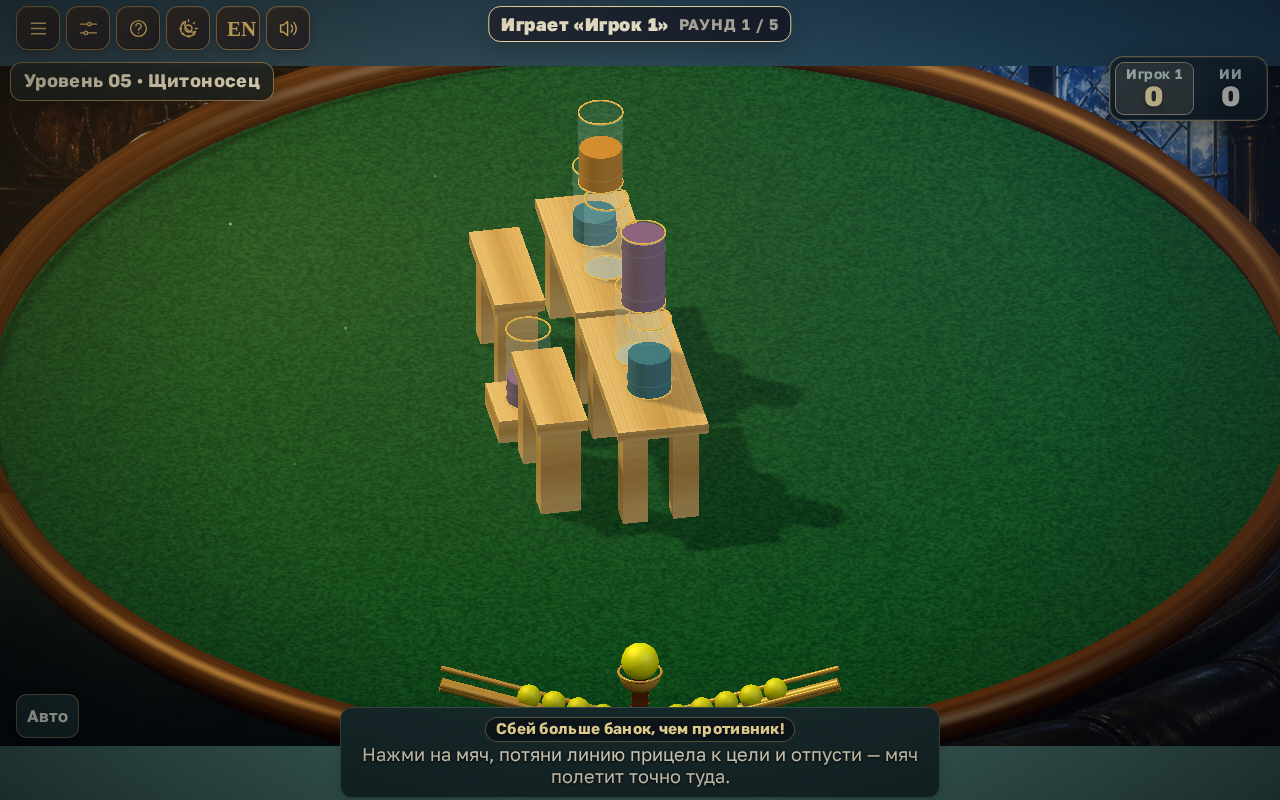 EN
Играет «Игрок 1» РАУНД 1 / 5
Уровень 05 • Щитоносец
Игрок 1 ИИ
0 0
Авто
Сбей больше банок, чем противник!
Нажми на мяч, потяни линию прицела к цели и отпусти — мяч
полетит точно туда.